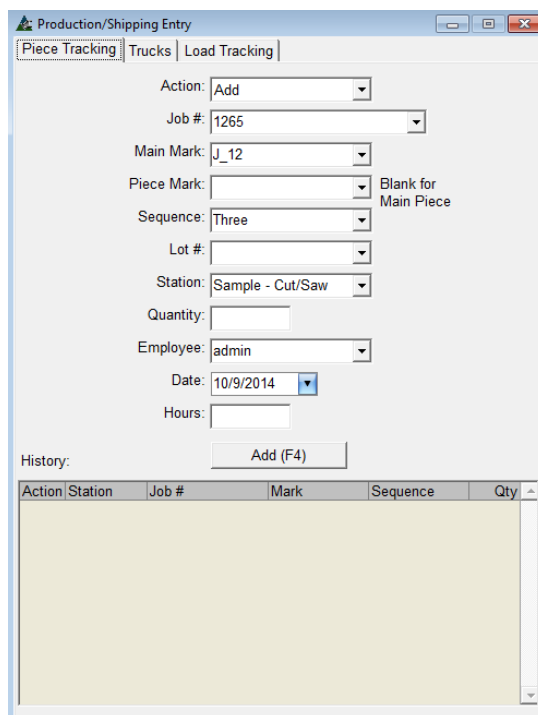 Production/Shipping Entry
Piece Tracking Trucks Load Tracking
Action: Add
Job #: 1265
Main Mark: J_12
Piece Mark: Blank for
Main Piece
Sequence: Three
Lot #:
Station: Sample - Cut/Saw
Quantity:
Employee: admin
Date: 10/9/2014
Hours:
Add (F4)
History:
Action Station Job # Mark Sequence Qty